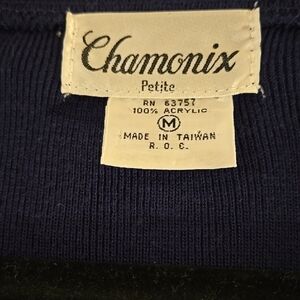 Chamonix
Petite
RN 63757
100% ACRYLIC
M
MADE IN TAIWAN
R. O. C.